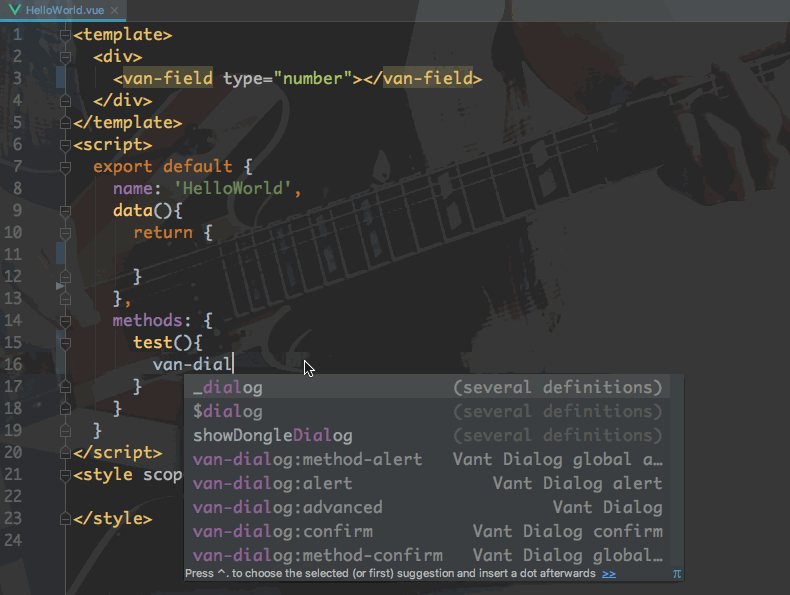 HelloWorld.vue
1 <template>
2 <div>
3 <van-field type="number"></van-field>
4 </div>
5 </template>
6 <script>
7 export default {
8 name: 'HelloWorld',
9 data(){
10 return {
11
12 }
13 },
14 methods: {
15 test(){
16 van-dial
_dialog (several definitions)
$dialog (several definitions)
showDongleDialog (several definitions)
van-dialog:method-alert Vant Dialog global a…
van-dialog:alert Vant Dialog alert
van-dialog:advanced Vant Dialog
van-dialog:confirm Vant Dialog confirm
van-dialog:method-confirm Vant Dialog global…
Press ^. to choose the selected (or first) suggestion and insert a dot afterwards >> π
17 }
18 }
19 }
20 </script>
21 <style scop
22
23 </style>
24